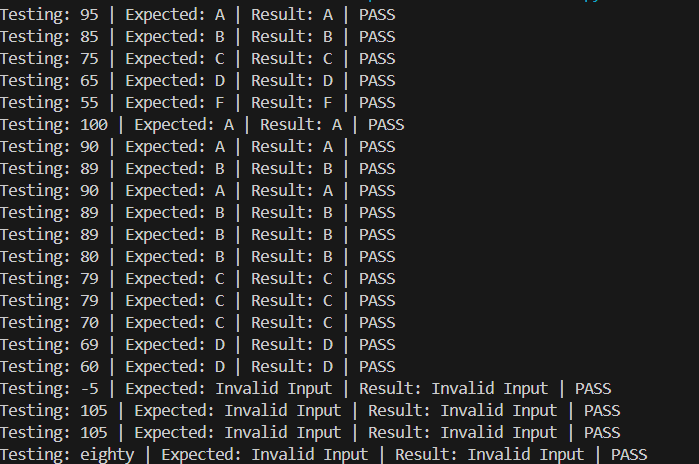 Testing: 95 | Expected: A | Result: A | PASS
Testing: 85 | Expected: B | Result: B | PASS
Testing: 75 | Expected: C | Result: C | PASS
Testing: 65 | Expected: D | Result: D | PASS
Testing: 55 | Expected: F | Result: F | PASS
Testing: 100 | Expected: A | Result: A | PASS
Testing: 90 | Expected: A | Result: A | PASS
Testing: 89 | Expected: B | Result: B | PASS
Testing: 90 | Expected: A | Result: A | PASS
Testing: 89 | Expected: B | Result: B | PASS
Testing: 89 | Expected: B | Result: B | PASS
Testing: 80 | Expected: B | Result: B | PASS
Testing: 79 | Expected: C | Result: C | PASS
Testing: 79 | Expected: C | Result: C | PASS
Testing: 70 | Expected: C | Result: C | PASS
Testing: 69 | Expected: D | Result: D | PASS
Testing: 60 | Expected: D | Result: D | PASS
Testing: -5 | Expected: Invalid Input | Result: Invalid Input | PASS
Testing: 105 | Expected: Invalid Input | Result: Invalid Input | PASS
Testing: 105 | Expected: Invalid Input | Result: Invalid Input | PASS
Testing: eighty | Expected: Invalid Input | Result: Invalid Input | PASS